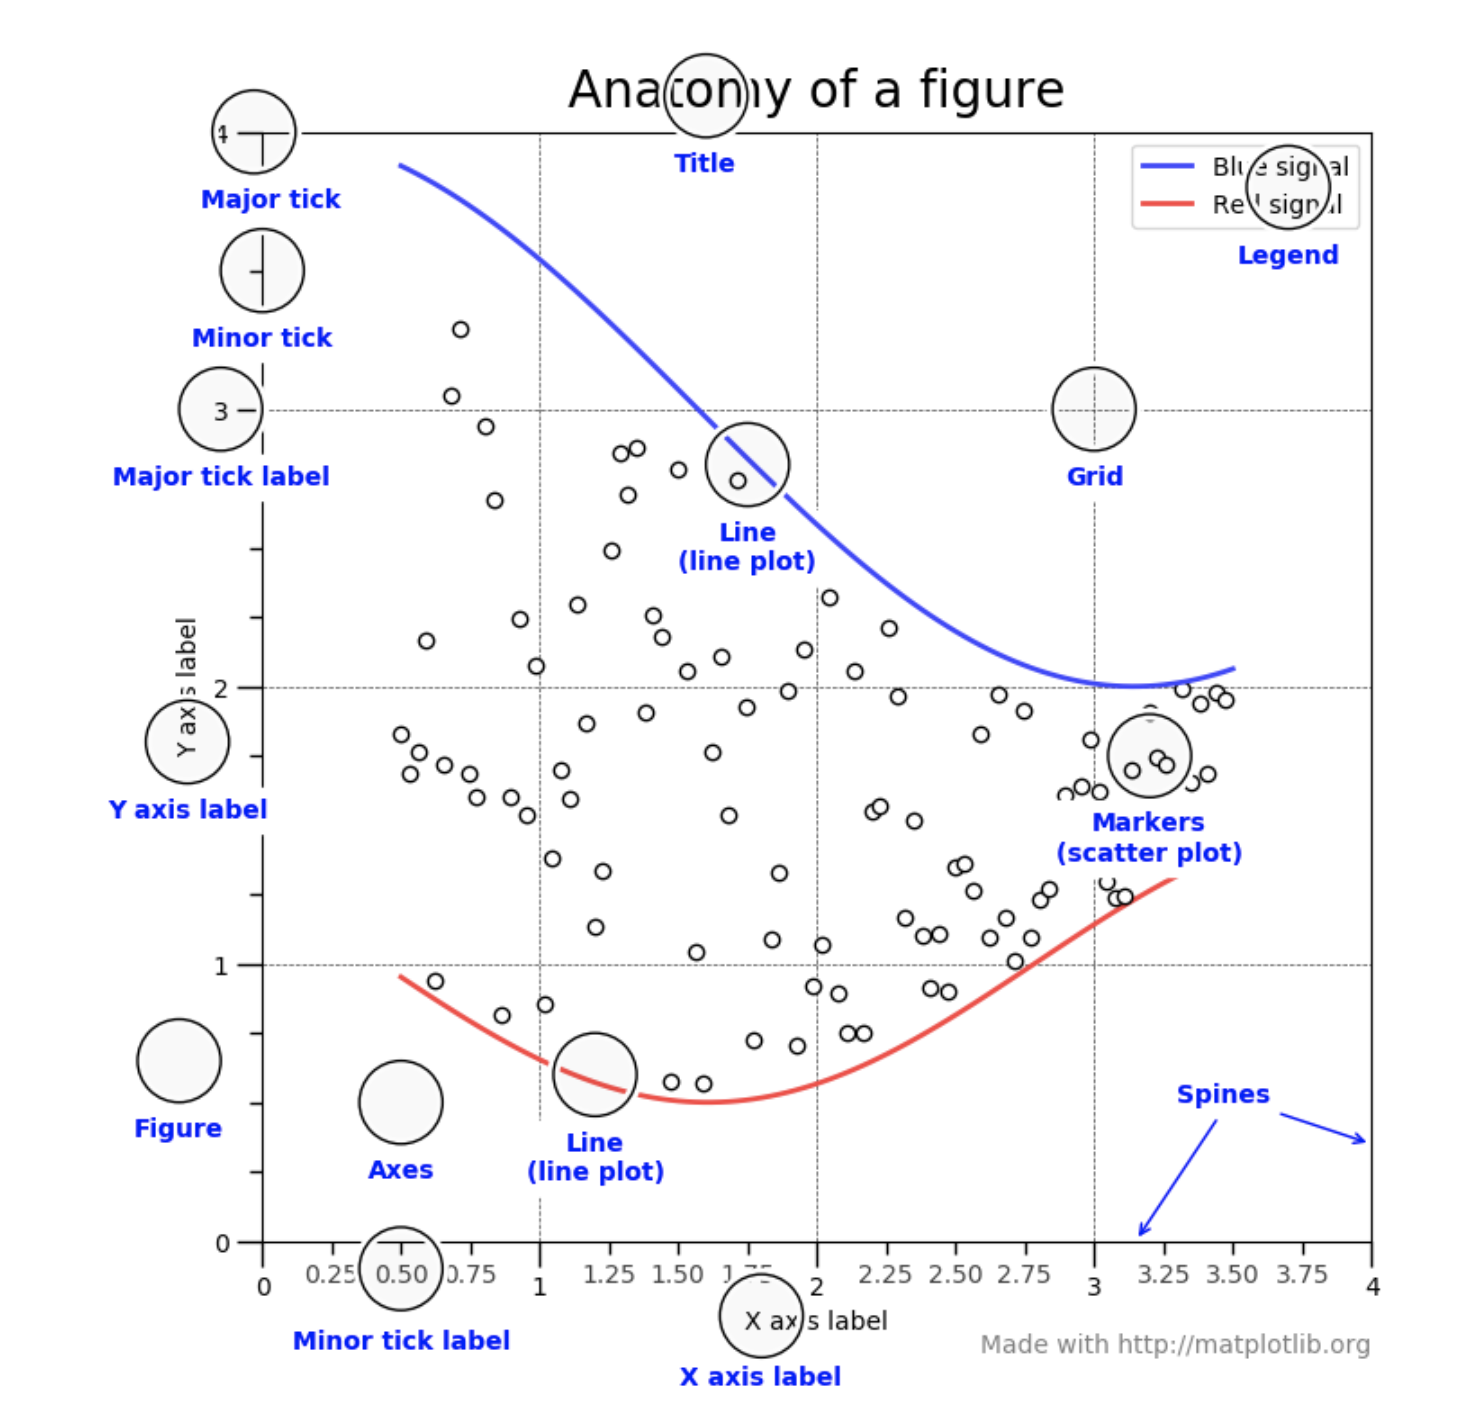 Anatomy of a figure
Title
4
Major tick
Blue signal
Red signal
Legend
Minor tick
3
Major tick label
Grid
Line
(line plot)
Y axis label
2
Y axis label
Markers
(scatter plot)
1
Figure
Axes
Line
(line plot)
Spines
0
0.25 0.50 0.75 1.25 1.50 1.75 2.25 2.50 2.75 3.25 3.50 3.75
0 1 2 3 4
X axis label
Minor tick label
Made with http://matplotlib.org
X axis label